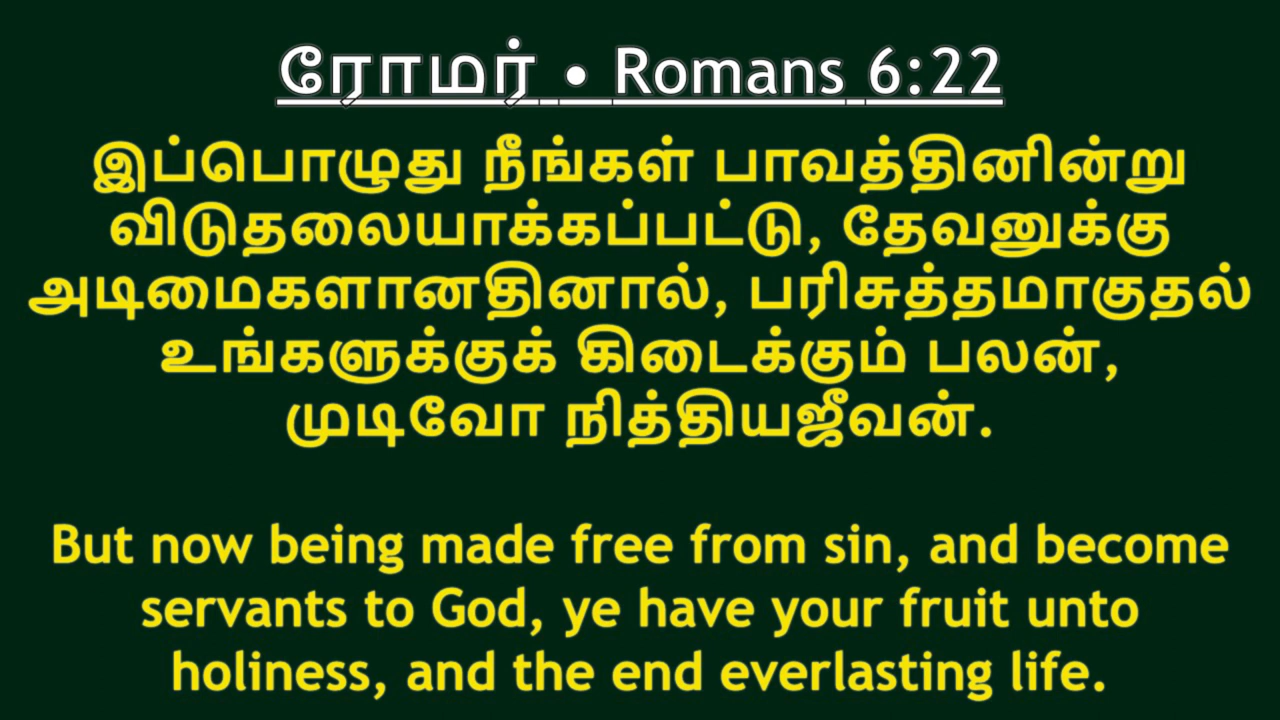 ரோமர் • Romans 6:22
இப்பொழுது நீங்கள் பாவத்தினின்று
விடுதலையாக்கப்பட்டு, தேவனுக்கு
அடிமைகளானதினால், பரிசுத்தமாகுதல்
உங்களுக்குக் கிடைக்கும் பலன்,
முடிவோ நித்தியஜீவன்.
But now being made free from sin, and become
servants to God, ye have your fruit unto
holiness, and the end everlasting life.